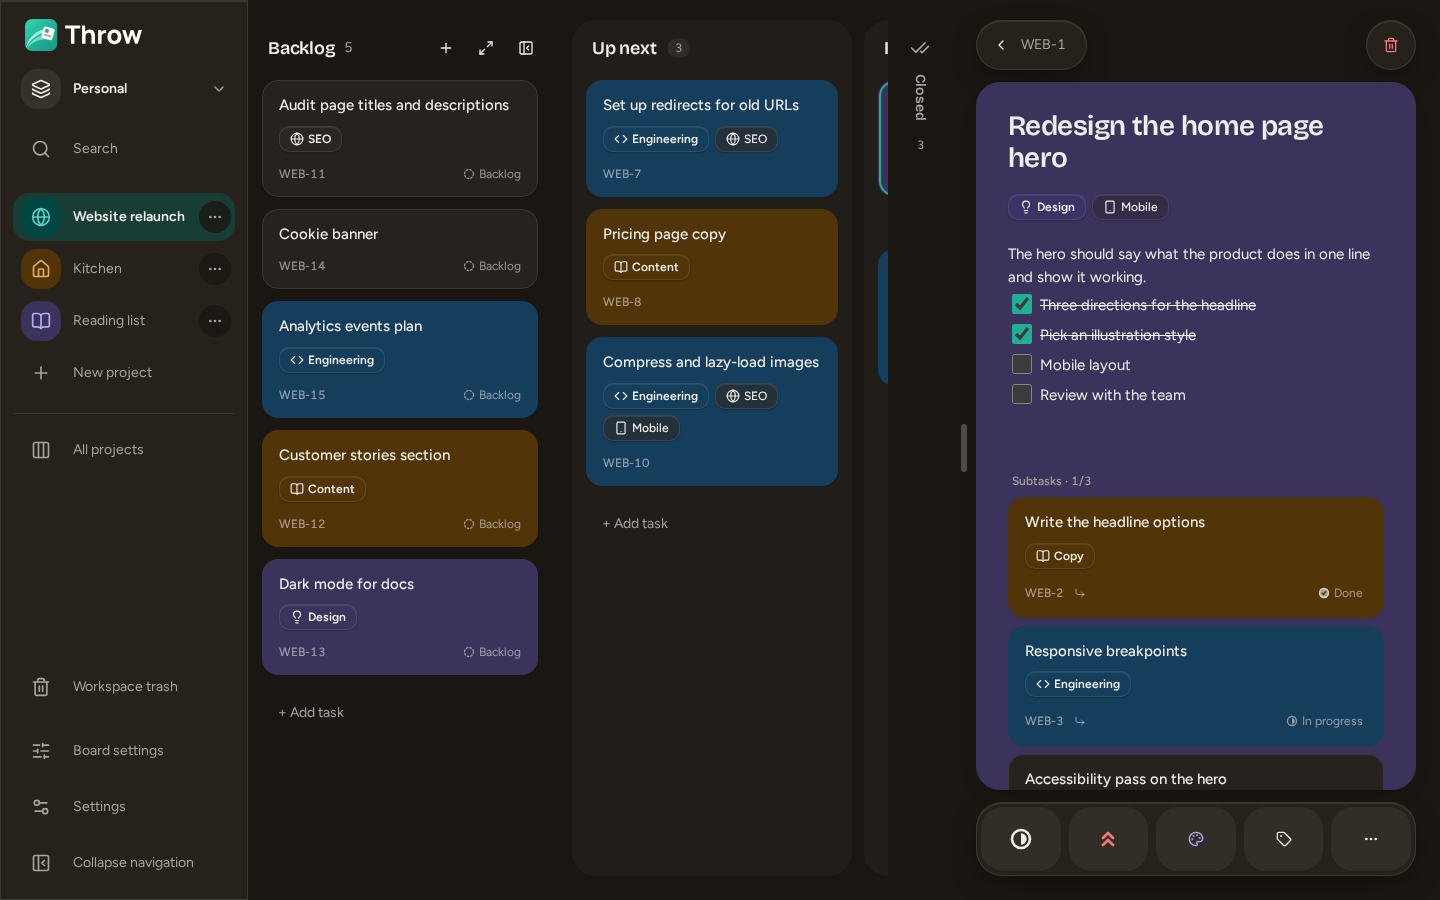 Throw
Personal
Search
Website relaunch
Kitchen
Reading list
New project
All projects
Workspace trash
Board settings
Settings
Collapse navigation
Backlog 5
Audit page titles and descriptions
SEO
WEB-11 Backlog
Cookie banner
WEB-14 Backlog
Analytics events plan
Engineering
WEB-15 Backlog
Customer stories section
Content
WEB-12 Backlog
Dark mode for docs
Design
WEB-13 Backlog
+ Add task
Up next 3
Set up redirects for old URLs
Engineering SEO
WEB-7
Pricing page copy
Content
WEB-8
Compress and lazy-load images
Engineering SEO
Mobile
WEB-10
+ Add task
Closed
3
WEB-1
Redesign the home page
hero
Design Mobile
The hero should say what the product does in one line
and show it working.
Three directions for the headline
Pick an illustration style
Mobile layout
Review with the team
Subtasks · 1/3
Write the headline options
Copy
WEB-2 Done
Responsive breakpoints
Engineering
WEB-3 In progress
Accessibility pass on the hero